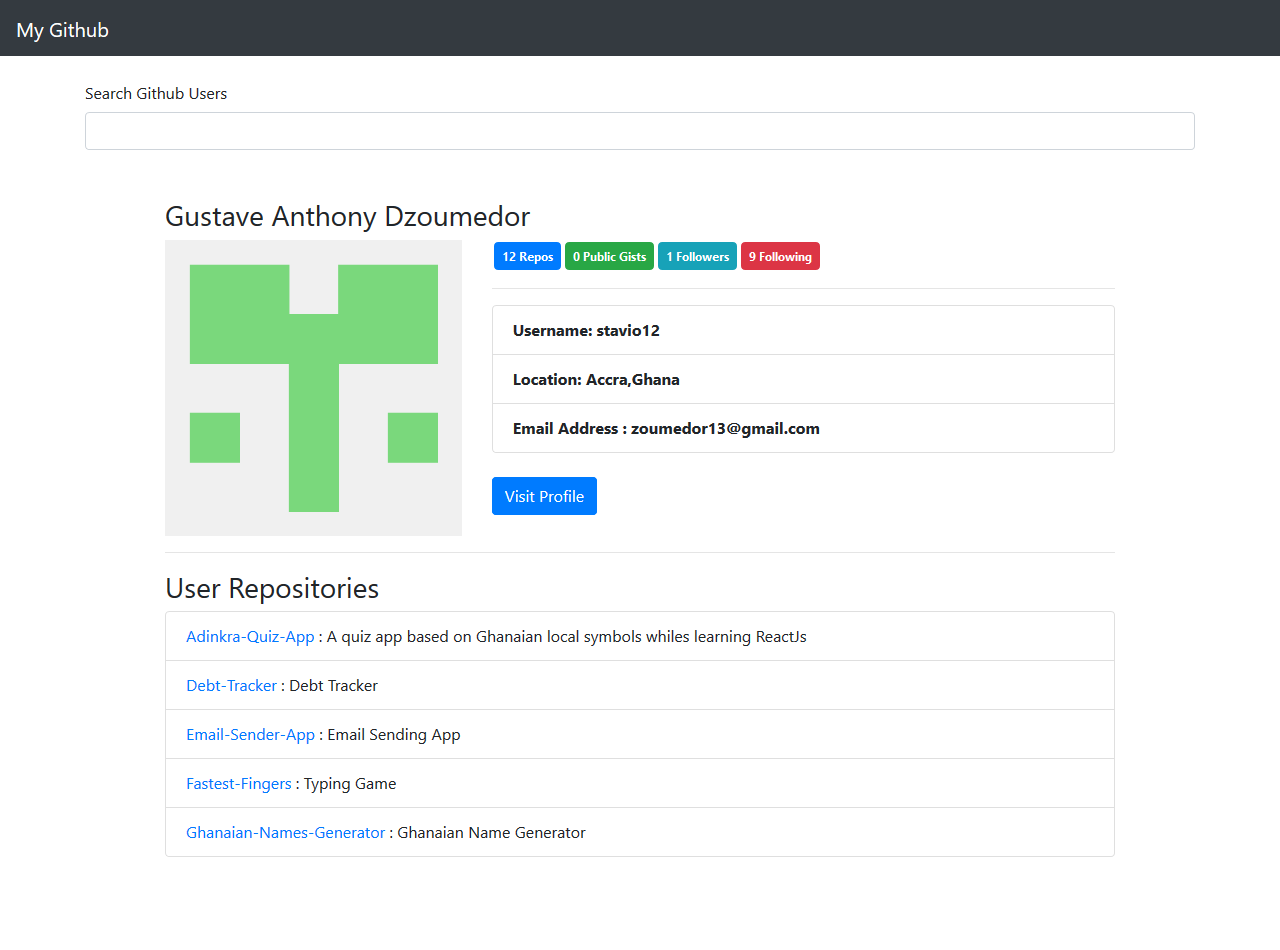 My Github
Search Github Users
Gustave Anthony Dzoumedor
12 Repos 0 Public Gists 1 Followers 9 Following
Username: stavio12
Location: Accra,Ghana
Email Address : zoumedor13@gmail.com
Visit Profile
User Repositories
Adinkra-Quiz-App : A quiz app based on Ghanaian local symbols whiles learning ReactJs
Debt-Tracker : Debt Tracker
Email-Sender-App : Email Sending App
Fastest-Fingers : Typing Game
Ghanaian-Names-Generator : Ghanaian Name Generator